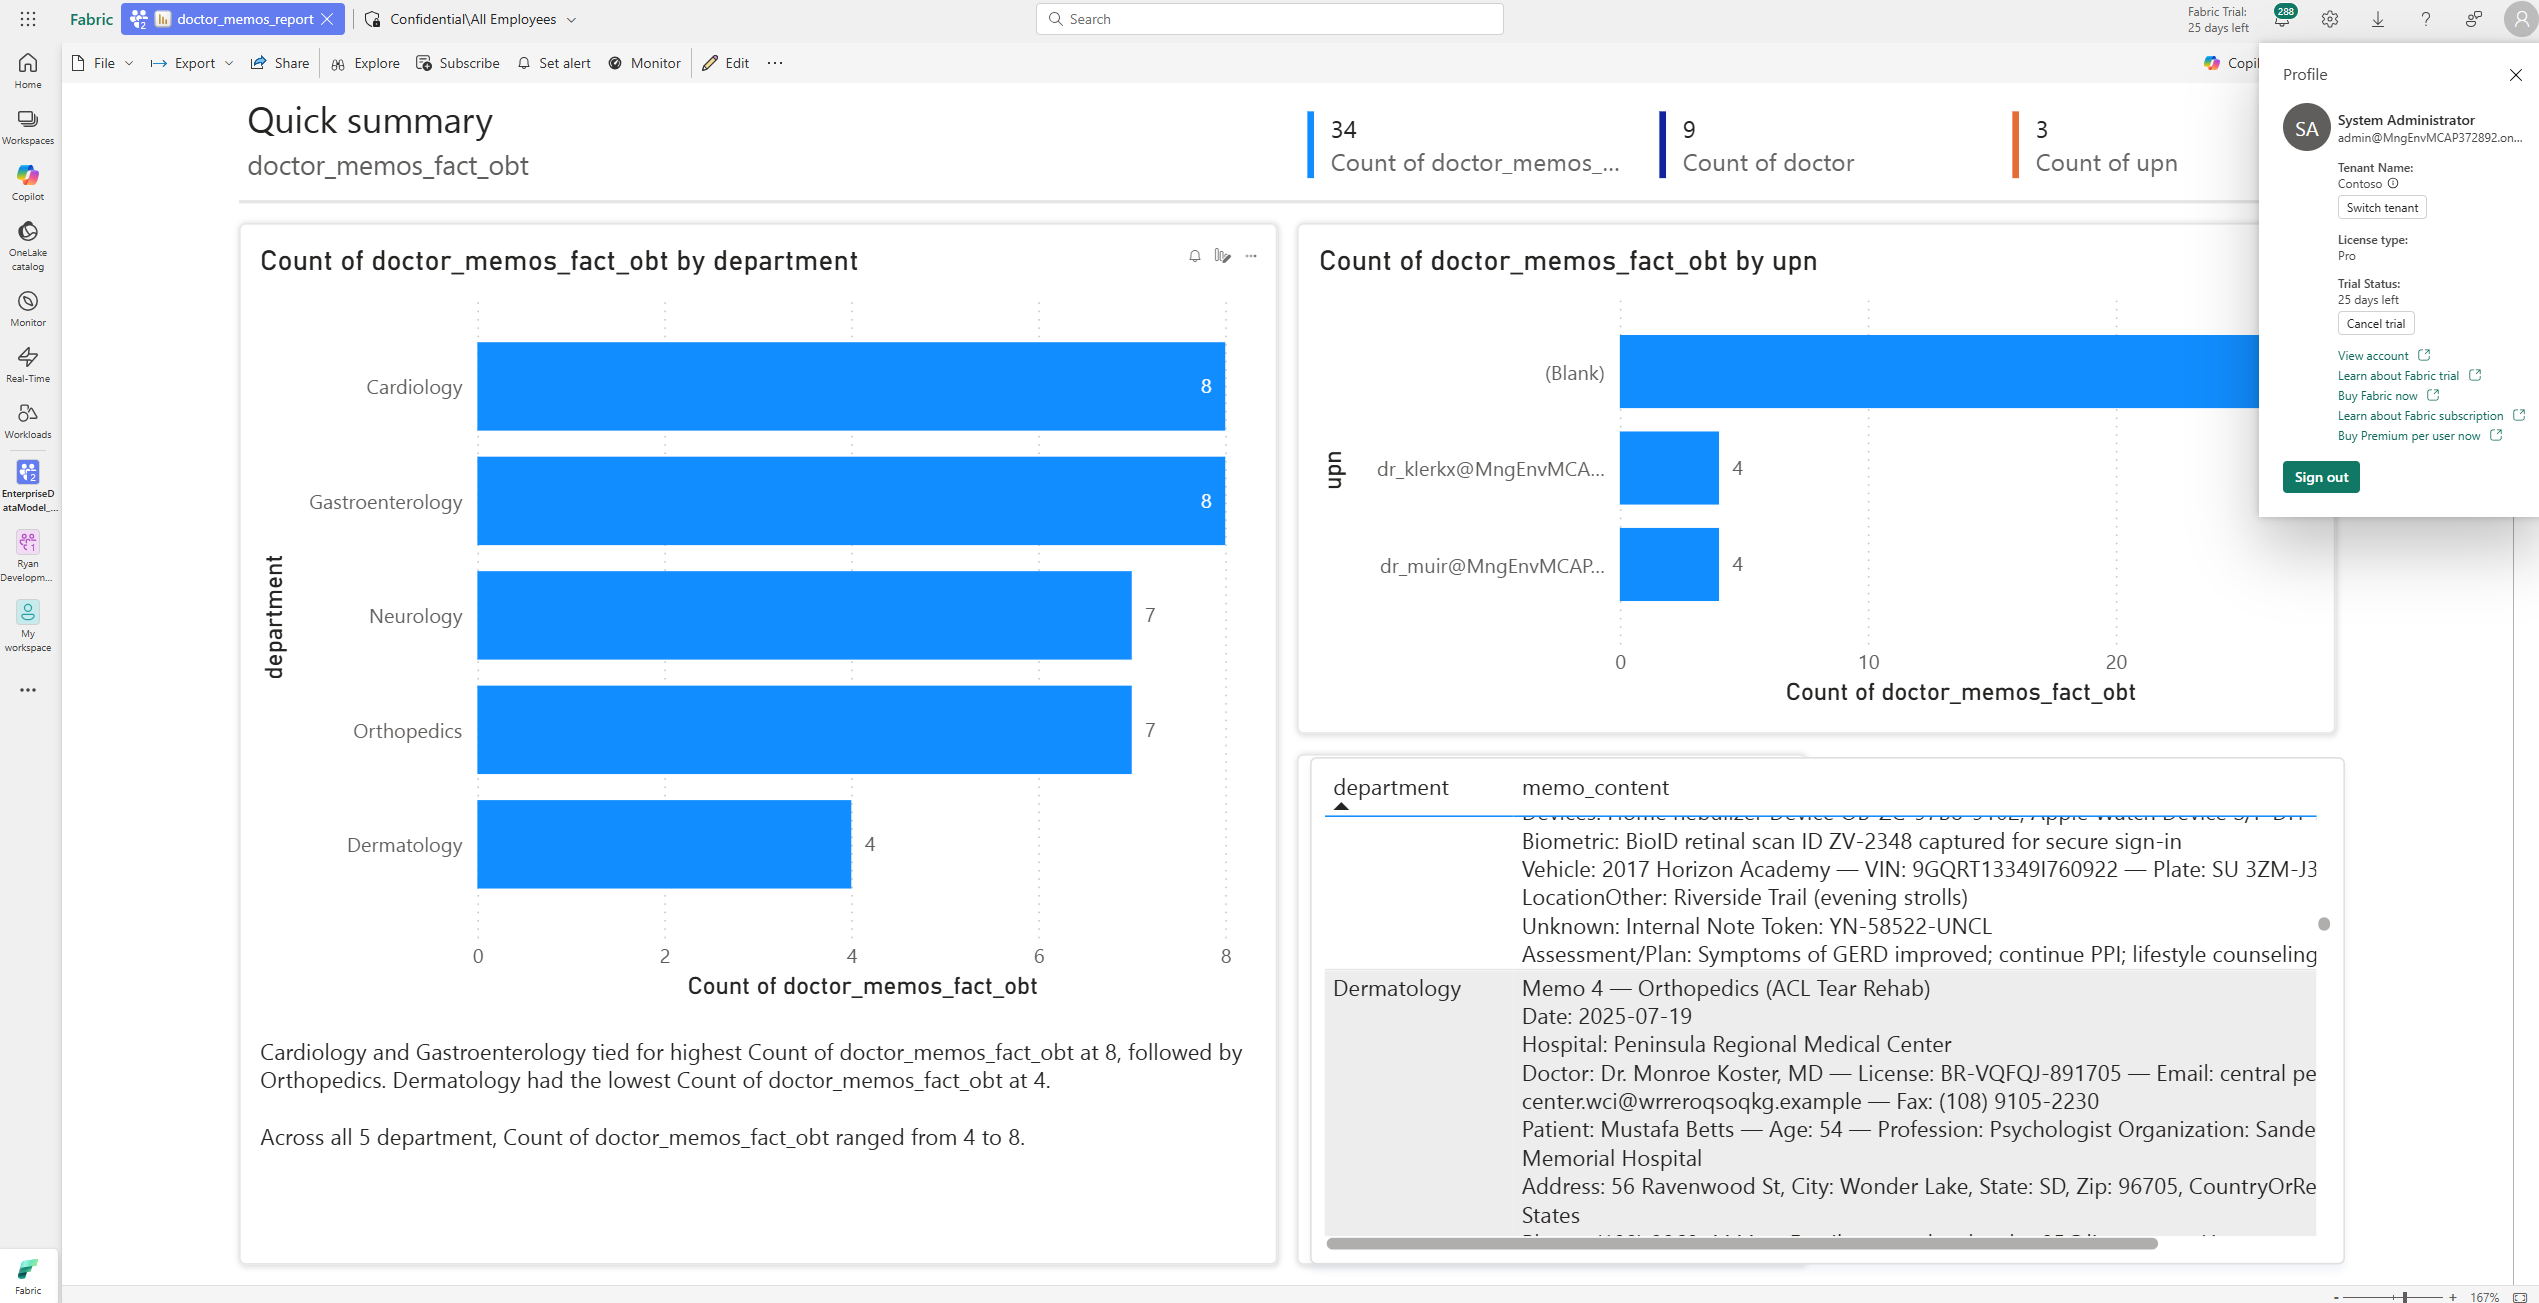 Fabric
2
doctor_memos_report
Confidential\All Employees
Search
Fabric Trial:
25 days left
288
Home
Workspaces
Copilot
OneLake
catalog
Monitor
Real-Time
Workloads
2
EnterpriseD
ataModel_...
1
Ryan
Developm...
My
workspace
Fabric
File
Export
Share
Explore
Subscribe
Set alert
Monitor
Edit
Copil
Quick summary
doctor_memos_fact_obt
34
Count of doctor_memos_...
9
Count of doctor
3
Count of upn
Count of doctor_memos_fact_obt by department
department
Cardiology
8
Gastroenterology
8
Neurology
7
Orthopedics
7
Dermatology
4
0 2 4 6 8
Count of doctor_memos_fact_obt
Cardiology and Gastroenterology tied for highest Count of doctor_memos_fact_obt at 8, followed by
Orthopedics. Dermatology had the lowest Count of doctor_memos_fact_obt at 4.
Across all 5 department, Count of doctor_memos_fact_obt ranged from 4 to 8.
Count of doctor_memos_fact_obt by upn
upn
(Blank)
dr_klerkx@MngEnvMCA...
4
dr_muir@MngEnvMCAP...
4
0 10 20
Count of doctor_memos_fact_obt
department memo_content
Biometric: BioID retinal scan ID ZV-2348 captured for secure sign-in
Vehicle: 2017 Horizon Academy — VIN: 9GQRT13349I760922 — Plate: SU 3ZM-J3
LocationOther: Riverside Trail (evening strolls)
Unknown: Internal Note Token: YN-58522-UNCL
Assessment/Plan: Symptoms of GERD improved; continue PPI; lifestyle counseling
Dermatology Memo 4 — Orthopedics (ACL Tear Rehab)
Date: 2025-07-19
Hospital: Peninsula Regional Medical Center
Doctor: Dr. Monroe Koster, MD — License: BR-VQFQJ-891705 — Email: central pe
center.wci@wrreroqsoqkg.example — Fax: (108) 9105-2230
Patient: Mustafa Betts — Age: 54 — Profession: Psychologist Organization: Sande
Memorial Hospital
Address: 56 Ravenwood St, City: Wonder Lake, State: SD, Zip: 96705, CountryOrRe
States
Profile
SA
System Administrator
admin@MngEnvMCAP372892.on...
Tenant Name:
Contoso
Switch tenant
License type:
Pro
Trial Status:
25 days left
Cancel trial
View account
Learn about Fabric trial
Buy Fabric now
Learn about Fabric subscription
Buy Premium per user now
Sign out
- + 167%